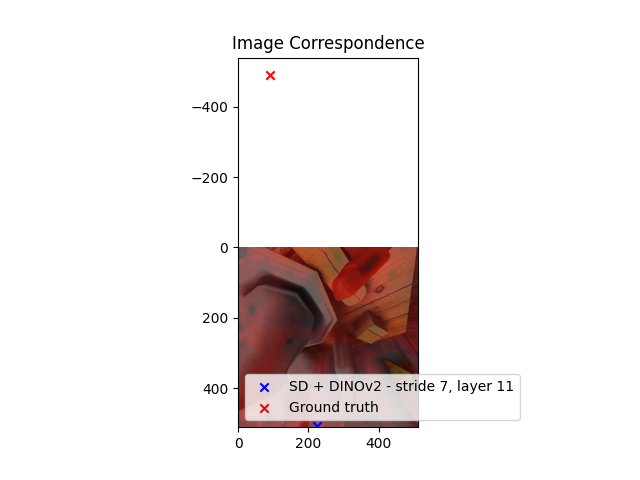 Image Correspondence
−400
−200
0
200
400
SD + DINOv2 - stride 7, layer 11
Ground truth
0 200 400